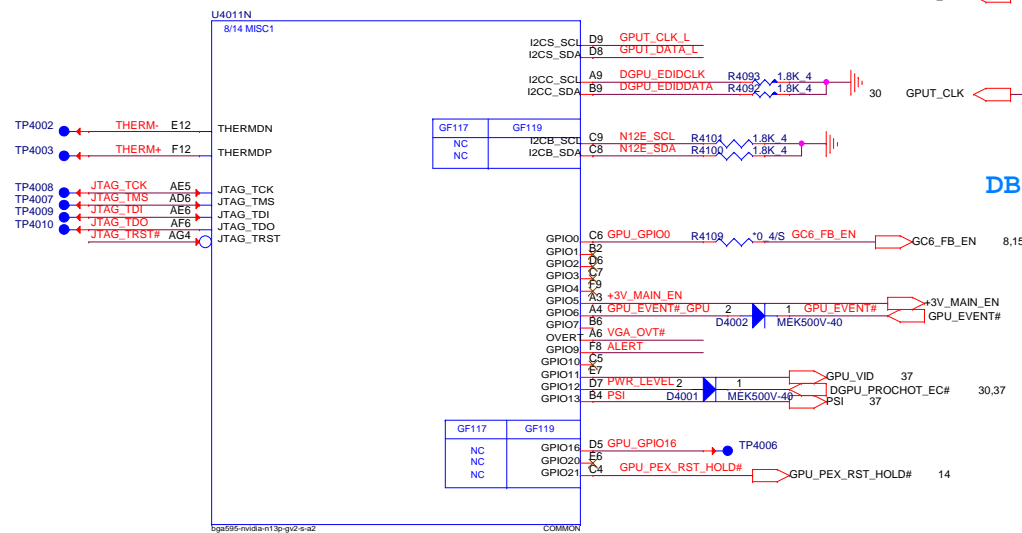 U4011N
8/14 MISC1
I2CS_SCL D9 GPUT_CLK_L
I2CS_SDA D8 GPUT_DATA_L
I2CC_SCL A9 DGPU_EDIDCLK R4093 1.8K_4
I2CC_SDA B9 DGPU_EDIDDATA R4092 1.8K_4
30 GPUT_CLK
TP4002 THERM- E12 THERMDN
TP4003 THERM+ F12 THERMDP
GF117 GF119
NC I2CB_SCL C9 N12E_SCL R4101 1.8K_4
NC I2CB_SDA C8 N12E_SDA R4100 1.8K_4
DB
TP4008 JTAG_TCK AE5 JTAG_TCK
TP4007 JTAG_TMS AD6 JTAG_TMS
TP4009 JTAG_TDI AE6 JTAG_TDI
TP4010 JTAG_TDO AF6 JTAG_TDO
JTAG_TRST# AG4 JTAG_TRST
GPIO0 C6 GPU_GPIO0 R4109 *0_4/S GC6_FB_EN GC6_FB_EN 8,15
GPIO1 B2
GPIO2 D6
GPIO3 C7
GPIO4 F9
GPIO5 A3 +3V_MAIN_EN +3V_MAIN_EN
GPIO6 A4 GPU_EVENT#_GPU 2 D4002 1 MEK500V-40 GPU_EVENT# GPU_EVENT#
GPIO7 B6
OVERT A6 VGA_OVT#
GPIO9 F8 ALERT
GPIO10 C5
GPIO11 E7 GPU_VID 37
GPIO12 D7 PWR_LEVEL 2 D4001 1 MEK500V-40 DGPU_PROCHOT_EC# 30,37
GPIO13 B4 PSI PSI 37
GF117 GF119
NC GPIO16 D5 GPU_GPIO16 TP4006
NC GPIO20 E6
NC GPIO21 C4 GPU_PEX_RST_HOLD# GPU_PEX_RST_HOLD# 14
bga595-nvidia-n13p-gv2-s-a2 COMMON